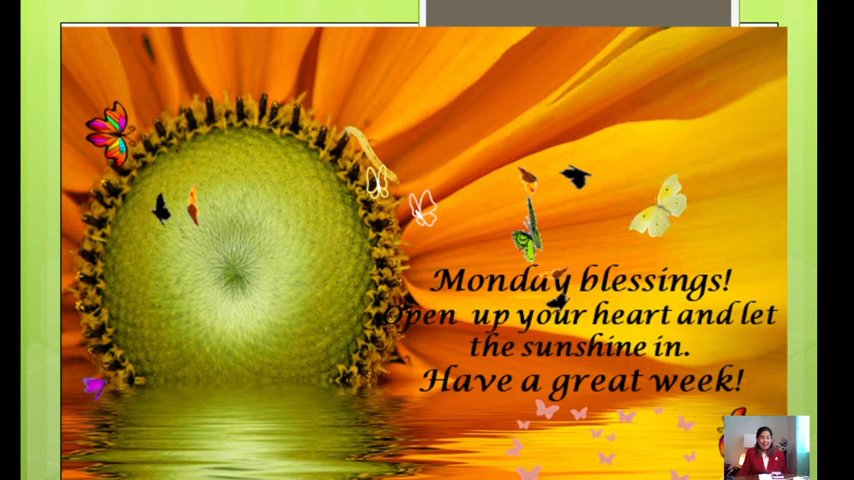 Monday blessings!
Open up your heart and let
the sunshine in.
Have a great week!